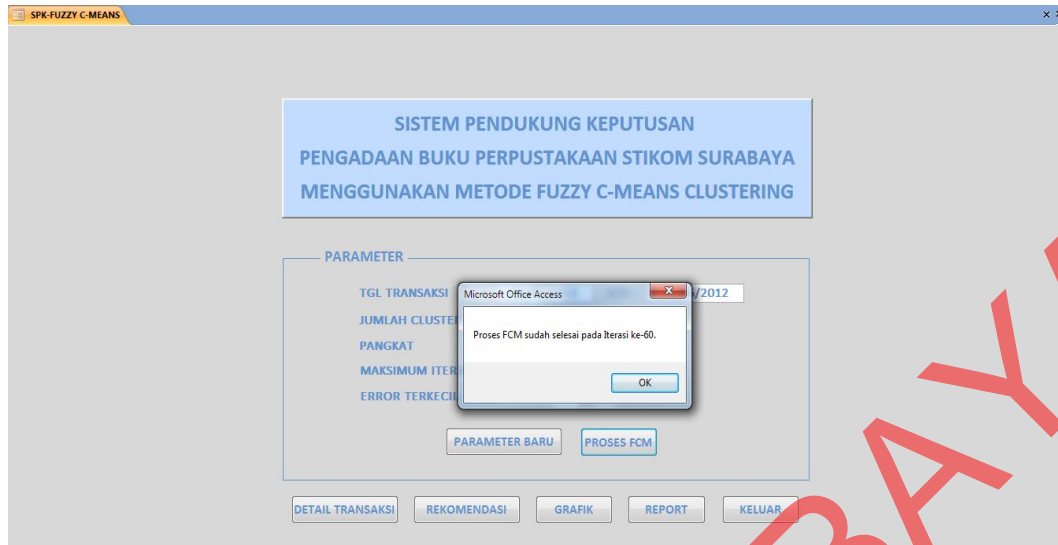 SPK-FUZZY C-MEANS
SISTEM PENDUKUNG KEPUTUSAN
PENGADAAN BUKU PERPUSTAKAAN STIKOM SURABAYA
MENGGUNAKAN METODE FUZZY C-MEANS CLUSTERING
PARAMETER
TGL TRANSAKSI /2012
JUMLAH CLUSTE
PANGKAT
MAKSIMUM ITER
ERROR TERKECIL
Microsoft Office Access
Proses FCM sudah selesai pada Iterasi ke-60.
OK
PARAMETER BARU PROSES FCM
DETAIL TRANSAKSI REKOMENDASI GRAFIK REPORT KELUAR
BAYA